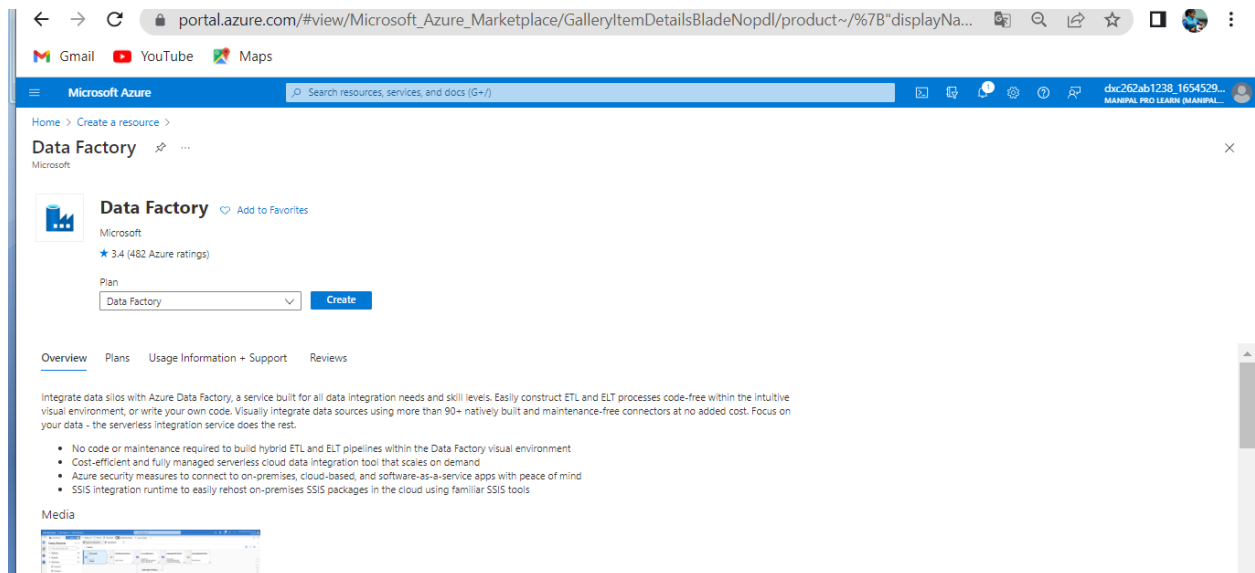 portal.azure.com/#view/Microsoft_Azure_Marketplace/GalleryItemDetailsBladeNopdl/product~/%7B"displayNa...
Gmail YouTube Maps
Microsoft Azure
Search resources, services, and docs (G+/)
1
dxc262ab1238_1654529...
MANIPAL PRO LEARN (MANIPAL...
Home > Create a resource >
Data Factory ...
Microsoft
Data Factory Add to Favorites
Microsoft
★ 3.4 (482 Azure ratings)
Plan
Data Factory Create
Overview Plans Usage Information + Support Reviews
Integrate data silos with Azure Data Factory, a service built for all data integration needs and skill levels. Easily construct ETL and ELT processes code-free within the intuitive
visual environment, or write your own code. Visually integrate data sources using more than 90+ natively built and maintenance-free connectors at no added cost. Focus on
your data - the serverless integration service does the rest.
• No code or maintenance required to build hybrid ETL and ELT pipelines within the Data Factory visual environment
• Cost-efficient and fully managed serverless cloud data integration tool that scales on demand
• Azure security measures to connect to on-premises, cloud-based, and software-as-a-service apps with peace of mind
• SSIS integration runtime to easily rehost on-premises SSIS packages in the cloud using familiar SSIS tools
Media